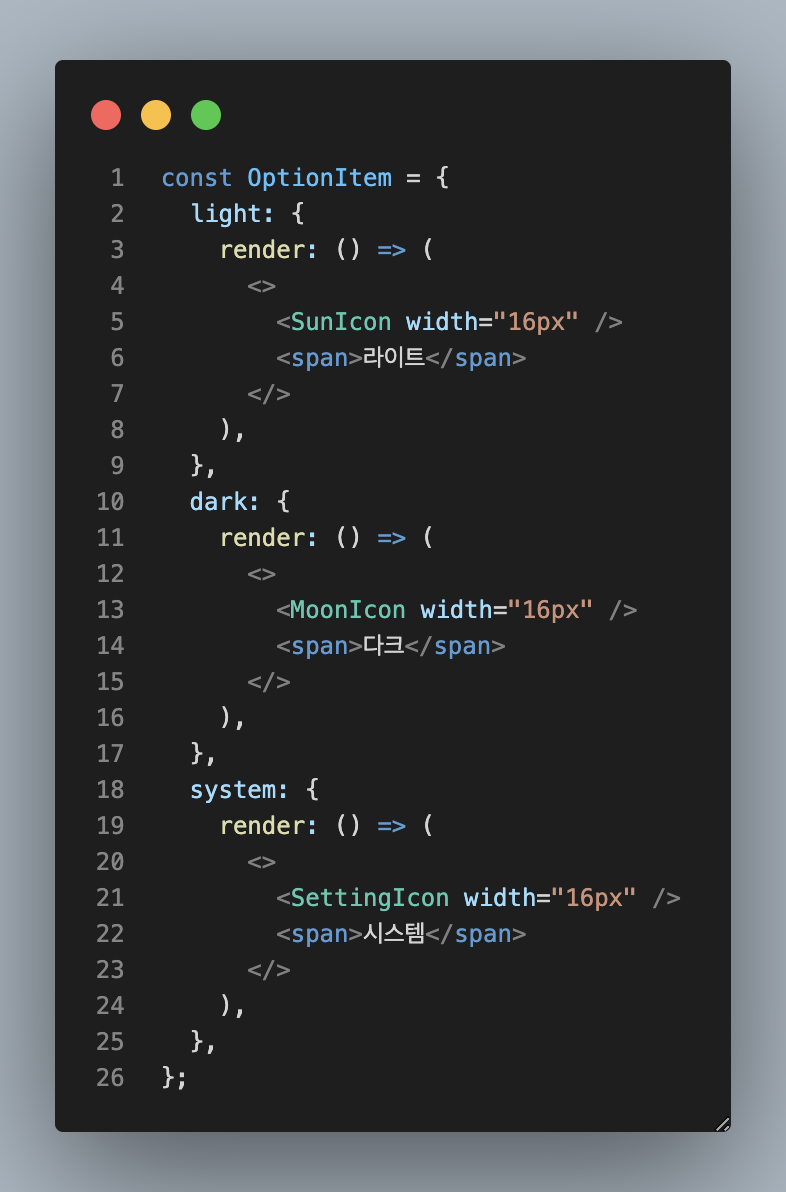 1 const OptionItem = {
2   light: {
3     render: () => (
4       <>
5         <SunIcon width="16px" />
6         <span>라이트</span>
7       </>
8     ),
9   },
10   dark: {
11     render: () => (
12       <>
13         <MoonIcon width="16px" />
14         <span>다크</span>
15       </>
16     ),
17   },
18   system: {
19     render: () => (
20       <>
21         <SettingIcon width="16px" />
22         <span>시스템</span>
23       </>
24     ),
25   },
26 };